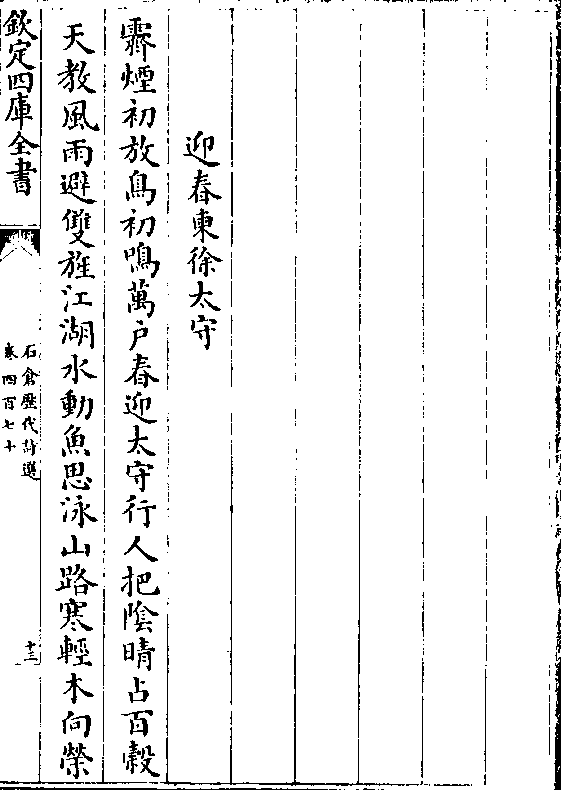 迎春東徐太守
霽煙初放鳥初鳴萬戶春迎太守行人把陰晴占百穀
天教風雨避雙旌江湖水動魚思泳山路寒輕木向榮
欽定四庫全書
石倉歷代詩選
卷四百七十
十三